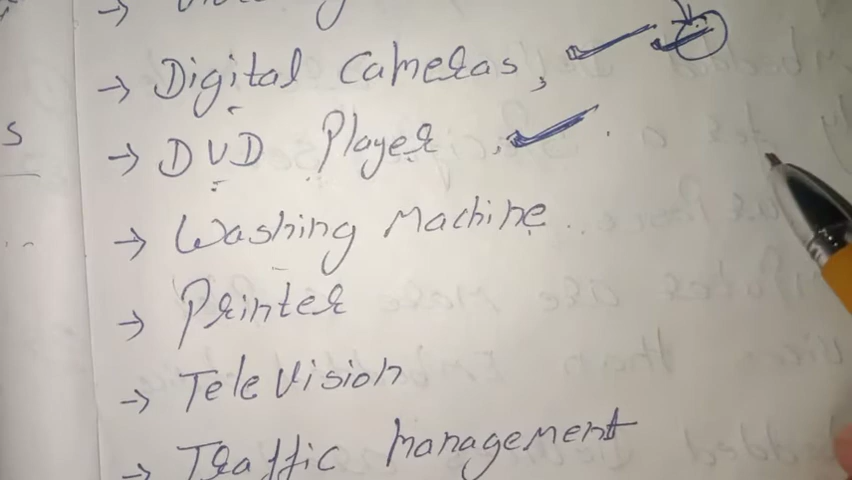 → Digital Cameras,
→ DVD Player,
→ Washing Machine
→ Printer
→ Television
→ Traffic Management